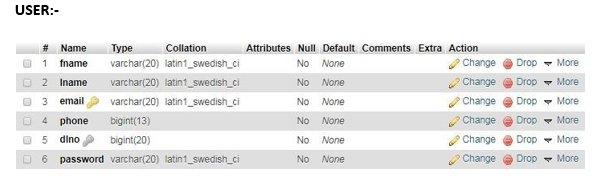 USER:-
# Name Type Collation Attributes Null Default Comments Extra Action
1 fname varchar(20) latin1_swedish_ci No None Change Drop More
2 lname varchar(20) latin1_swedish_ci No None Change Drop More
3 email varchar(20) latin1_swedish_ci No None Change Drop More
4 phone bigint(13) No None Change Drop More
5 dlno bigint(20) No None Change Drop More
6 password varchar(20) latin1_swedish_ci No None Change Drop More